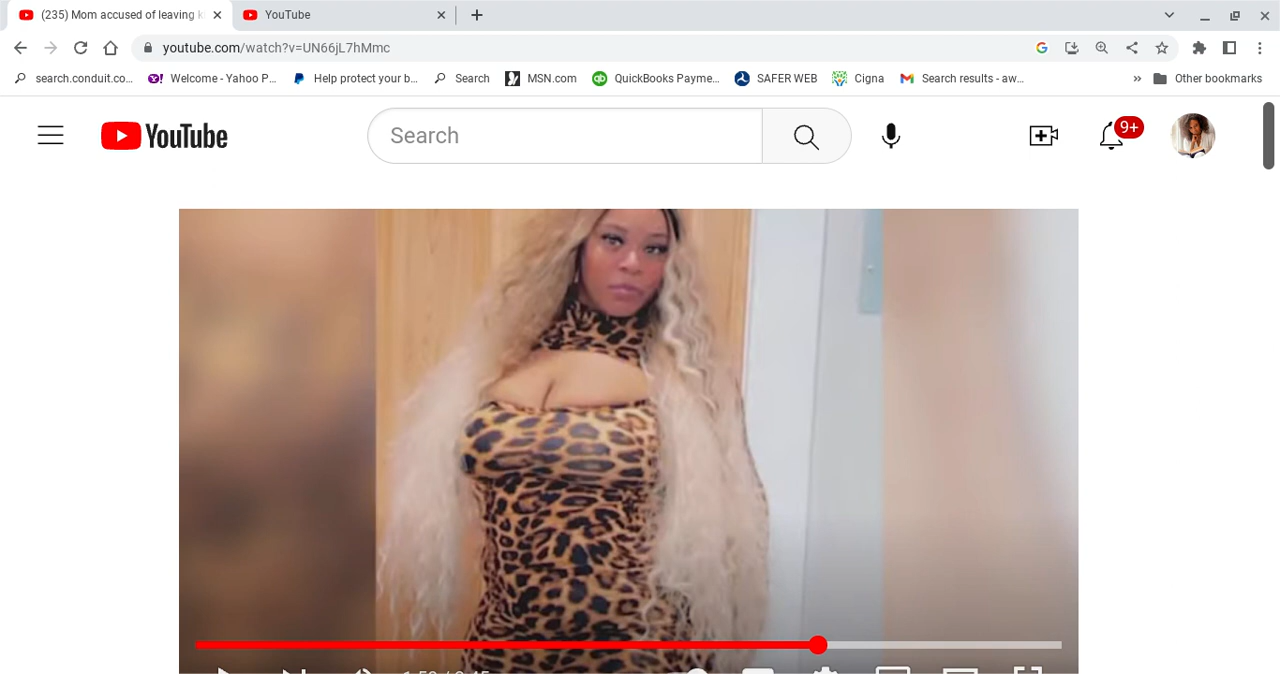 (235) Mom accused of leaving ki
YouTube
youtube.com/watch?v=UN66jL7hMmc
search.conduit.co...
Welcome - Yahoo P...
Help protect your b...
Search
MSN.com
QuickBooks Payme...
SAFER WEB
Cigna
Search results - aw...
»
Other bookmarks
YouTube
Search
9+